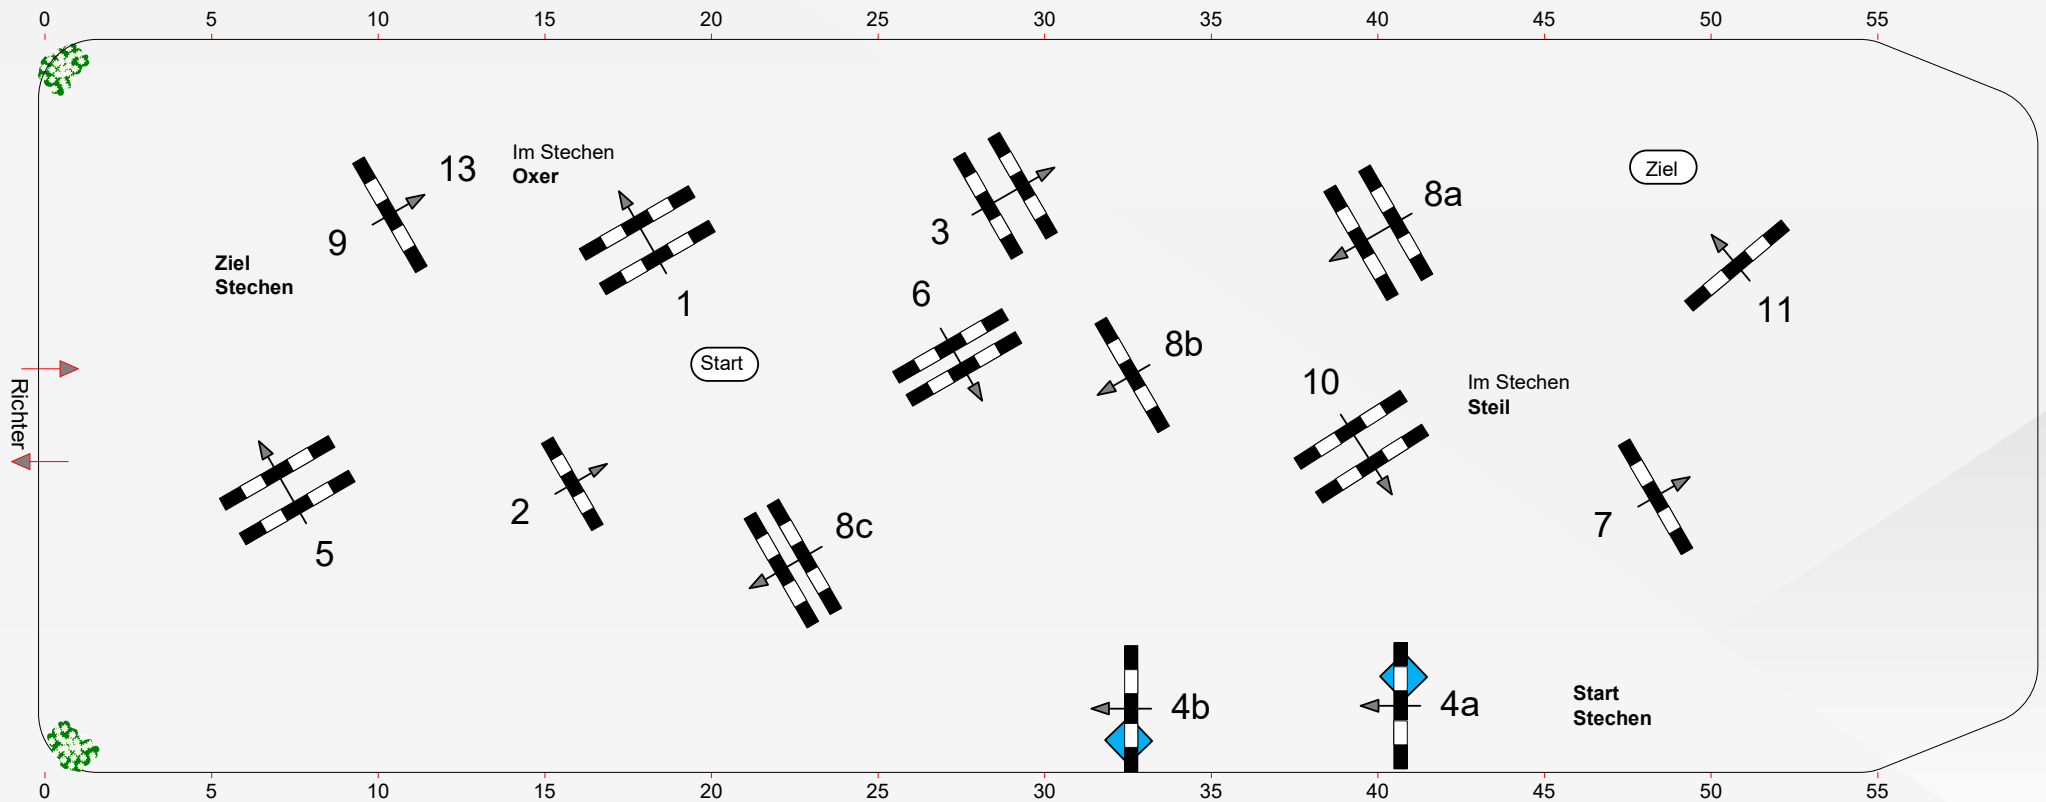 0 5 10 15 20 25 30 35 40 45 50 55
Im Stechen
Oxer
13
9
Ziel
Stechen
1
3
8a
Ziel
6
11
Start
8b
10
Im Stechen
Steil
Richter
5
2
8c
7
4b
4a
Start
Stechen
0 5 10 15 20 25 30 35 40 45 50 55